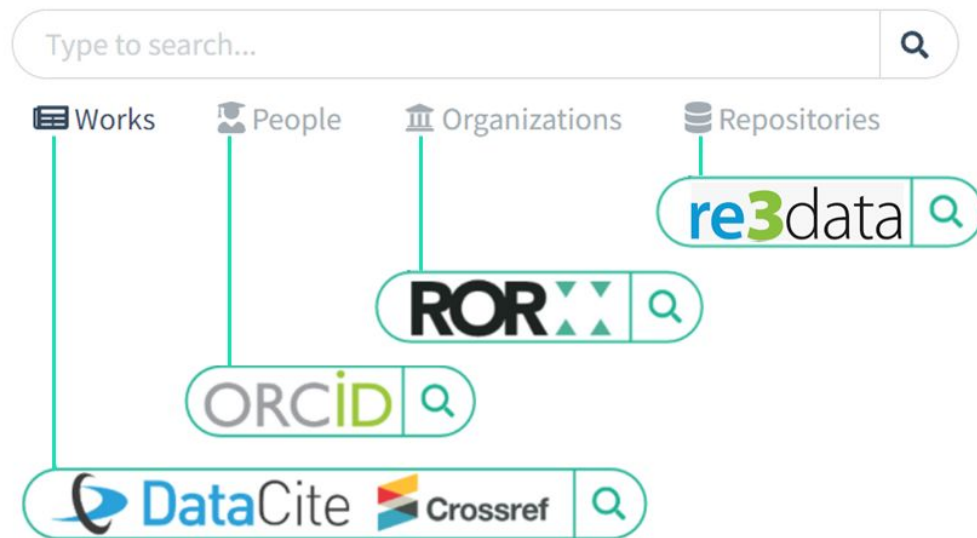 Type to search...
Works People Organizations Repositories
re3data
ROR
ORCiD
DataCite Crossref